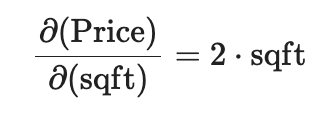 ∂(Price)/∂(sqft) = 2 · sqft